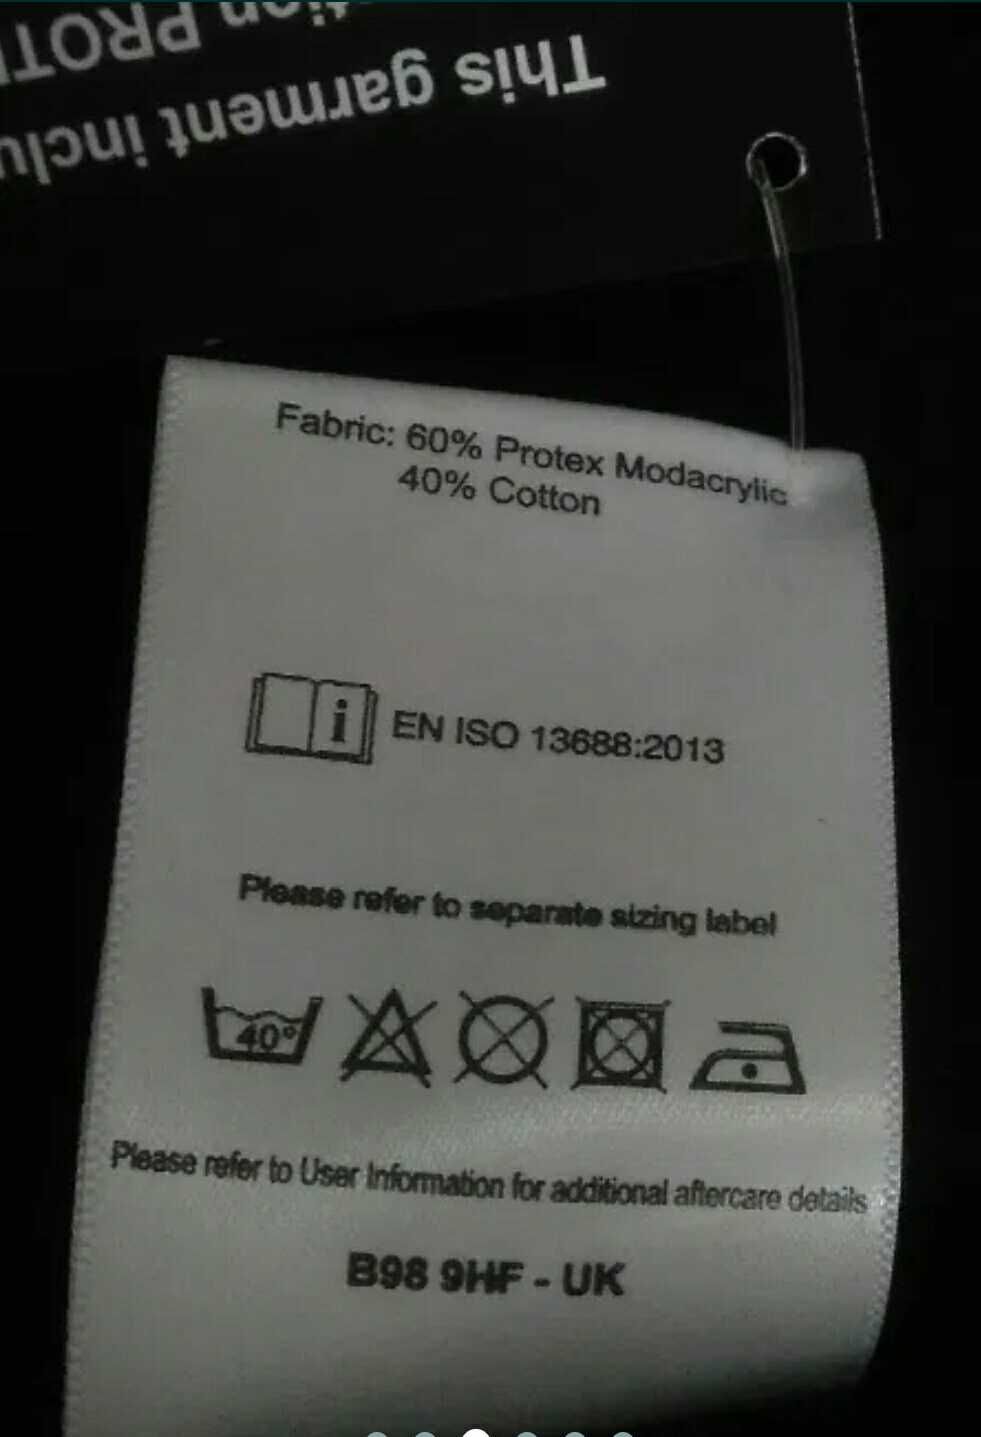 This garment inclu
tion PROTE
Fabric: 60% Protex Modacrylic
40% Cotton
i EN ISO 13688:2013
Please refer to separate sizing label
40°
Please refer to User Information for additional aftercare details
B98 9HF - UK